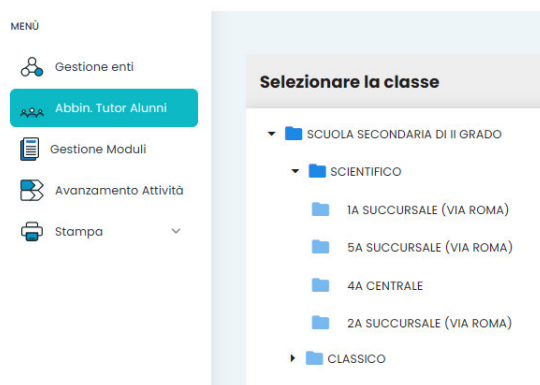 MENÙ
Gestione enti
Abbin. Tutor Alunni
Gestione Moduli
Avanzamento Attività
Stampa
Selezionare la classe
SCUOLA SECONDARIA DI II GRADO
SCIENTIFICO
1A SUCCURSALE (VIA ROMA)
5A SUCCURSALE (VIA ROMA)
4A CENTRALE
2A SUCCURSALE (VIA ROMA)
CLASSICO